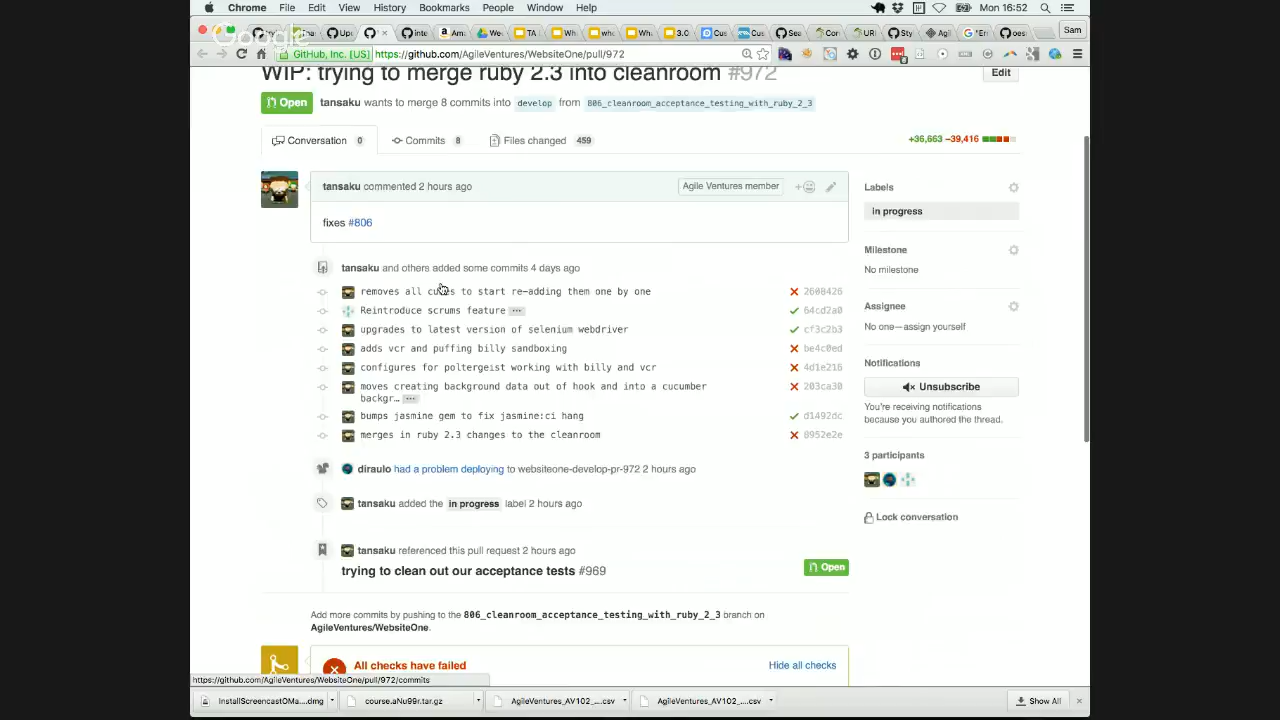 Chrome File Edit View History Bookmarks People Window Help Mon 16:52
Google
Sam
GitHub, Inc. [US] https://github.com/AgileVentures/WebsiteOne/pull/972
WIP: trying to merge ruby 2.3 into cleanroom #972
Edit
Open tansaku wants to merge 8 commits into develop from 806_cleanroom_acceptance_testing_with_ruby_2_3
Conversation 0 Commits 8 Files changed 459 +36,663 −39,416
tansaku commented 2 hours ago Agile Ventures member
fixes #806
tansaku and others added some commits 4 days ago
removes all cukes to start re-adding them one by one 2608426
Reintroduce scrums feature … 64cd2a0
upgrades to latest version of selenium webdriver cf3c2b3
adds vcr and puffing billy sandboxing be4c0ed
configures for poltergeist working with billy and vcr 4d1e216
moves creating background data out of hook and into a cucumber 203ca30
backgr… …
bumps jasmine gem to fix jasmine:ci hang d1492dc
merges in ruby 2.3 changes to the cleanroom 8952e2e
diraulo had a problem deploying to websiteone-develop-pr-972 2 hours ago
tansaku added the in progress label 2 hours ago
tansaku referenced this pull request 2 hours ago
trying to clean out our acceptance tests #969 Open
Add more commits by pushing to the 806_cleanroom_acceptance_testing_with_ruby_2_3 branch on
AgileVentures/WebsiteOne.
All checks have failed Hide all checks
Labels
in progress
Milestone
No milestone
Assignee
No one—assign yourself
Notifications
Unsubscribe
You're receiving notifications
because you authored the thread.
3 participants
Lock conversation
https://github.com/AgileVentures/WebsiteOne/pull/972/commits
InstallScreencastOMa....dmg course.aNu99r.tar.gz AgileVentures_AV102_....csv AgileVentures_AV102_....csv Show All